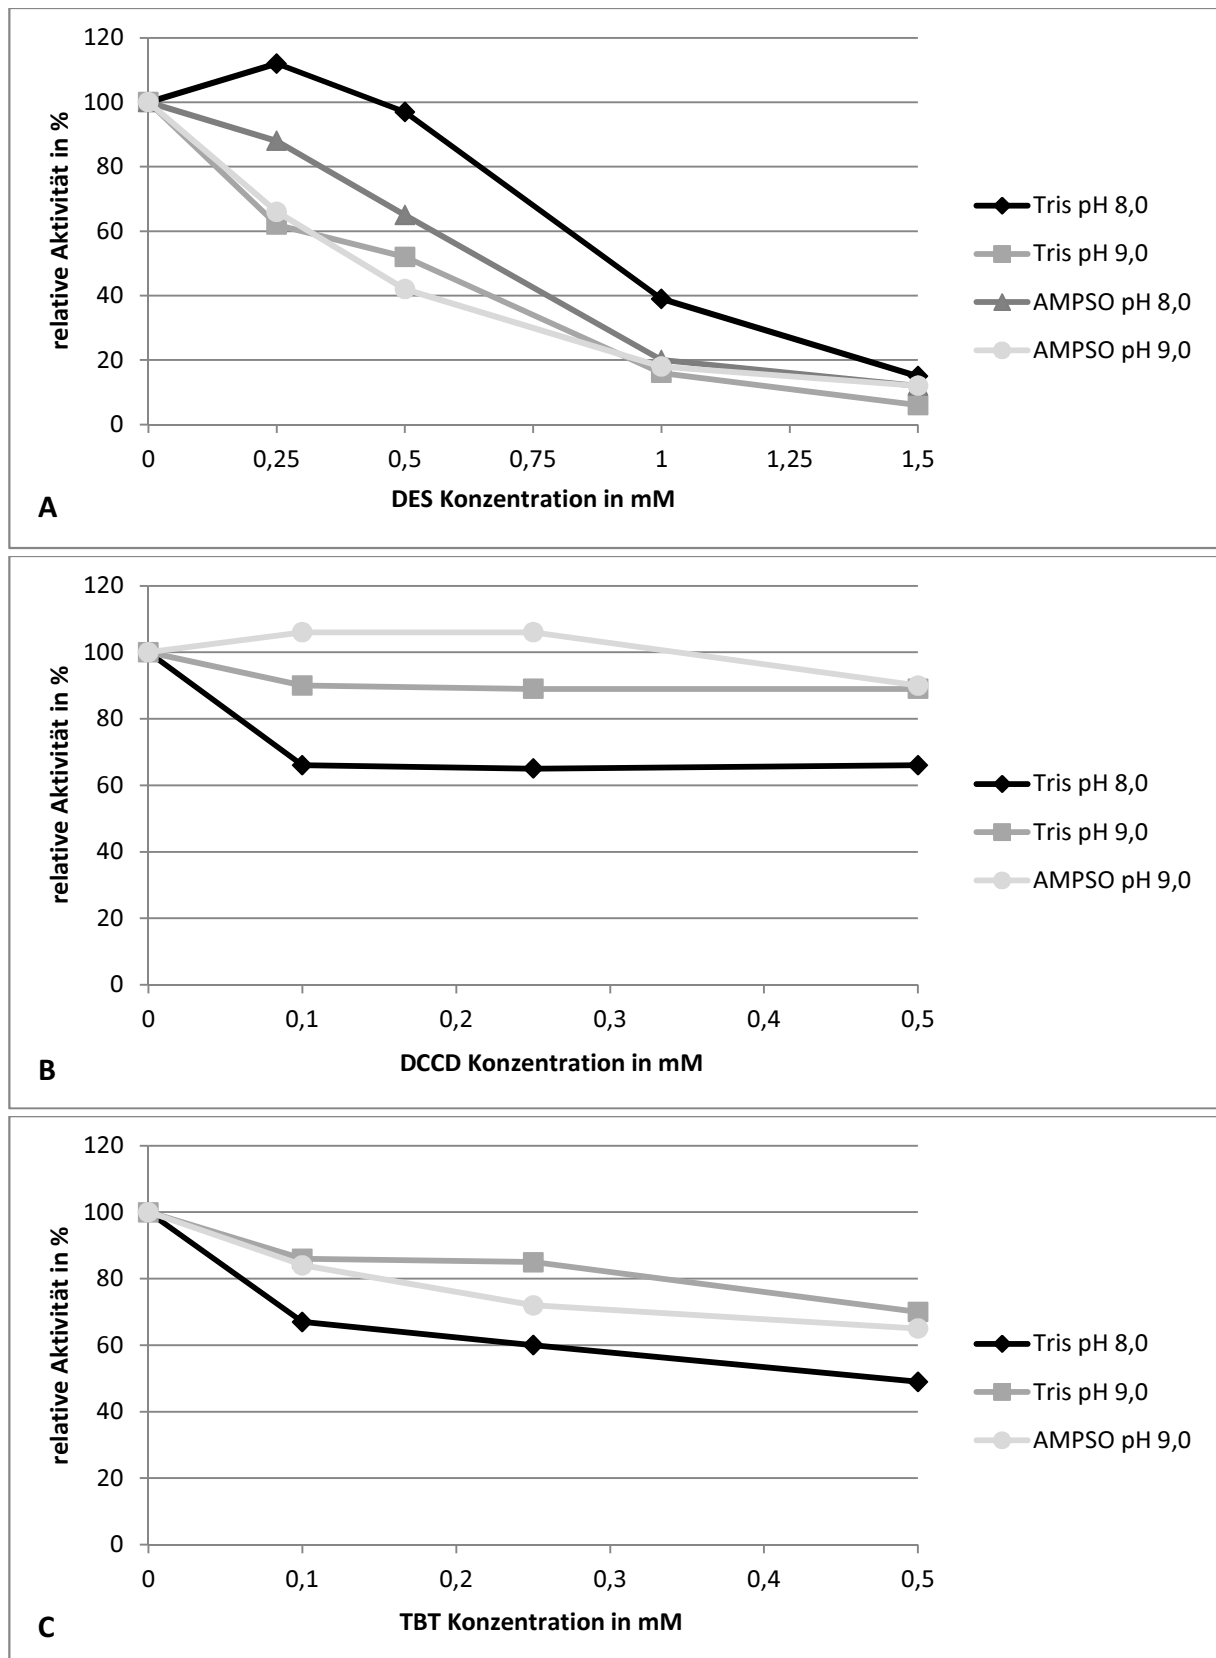 120
100
80
60
40
20
0
relative Aktivität in %
0 0,25 0,5 0,75 1 1,25 1,5
DES Konzentration in mM
A
Tris pH 8,0
Tris pH 9,0
AMPSO pH 8,0
AMPSO pH 9,0
120
100
80
60
40
20
0
relative Aktivität in %
0 0,1 0,2 0,3 0,4 0,5
DCCD Konzentration in mM
B
Tris pH 8,0
Tris pH 9,0
AMPSO pH 9,0
120
100
80
60
40
20
0
relative Aktivität in %
0 0,1 0,2 0,3 0,4 0,5
TBT Konzentration in mM
C
Tris pH 8,0
Tris pH 9,0
AMPSO pH 9,0